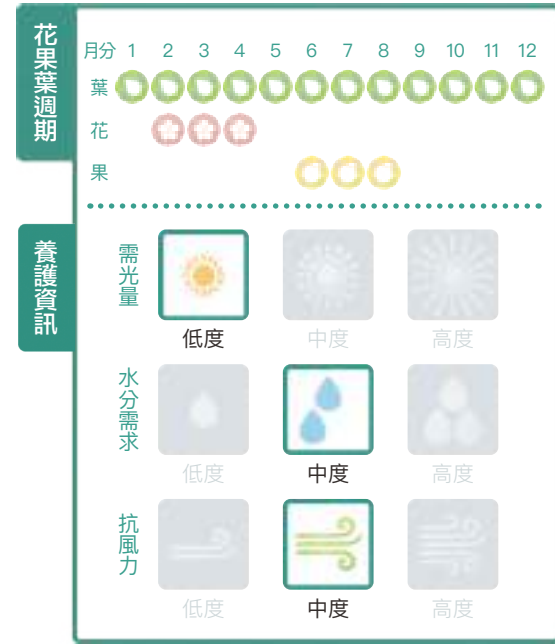 花果葉週期
月分 1 2 3 4 5 6 7 8 9 10 11 12
葉
花
果
養護資訊
需光量
低度 中度 高度
水分需求
低度 中度 高度
抗風力
低度 中度 高度